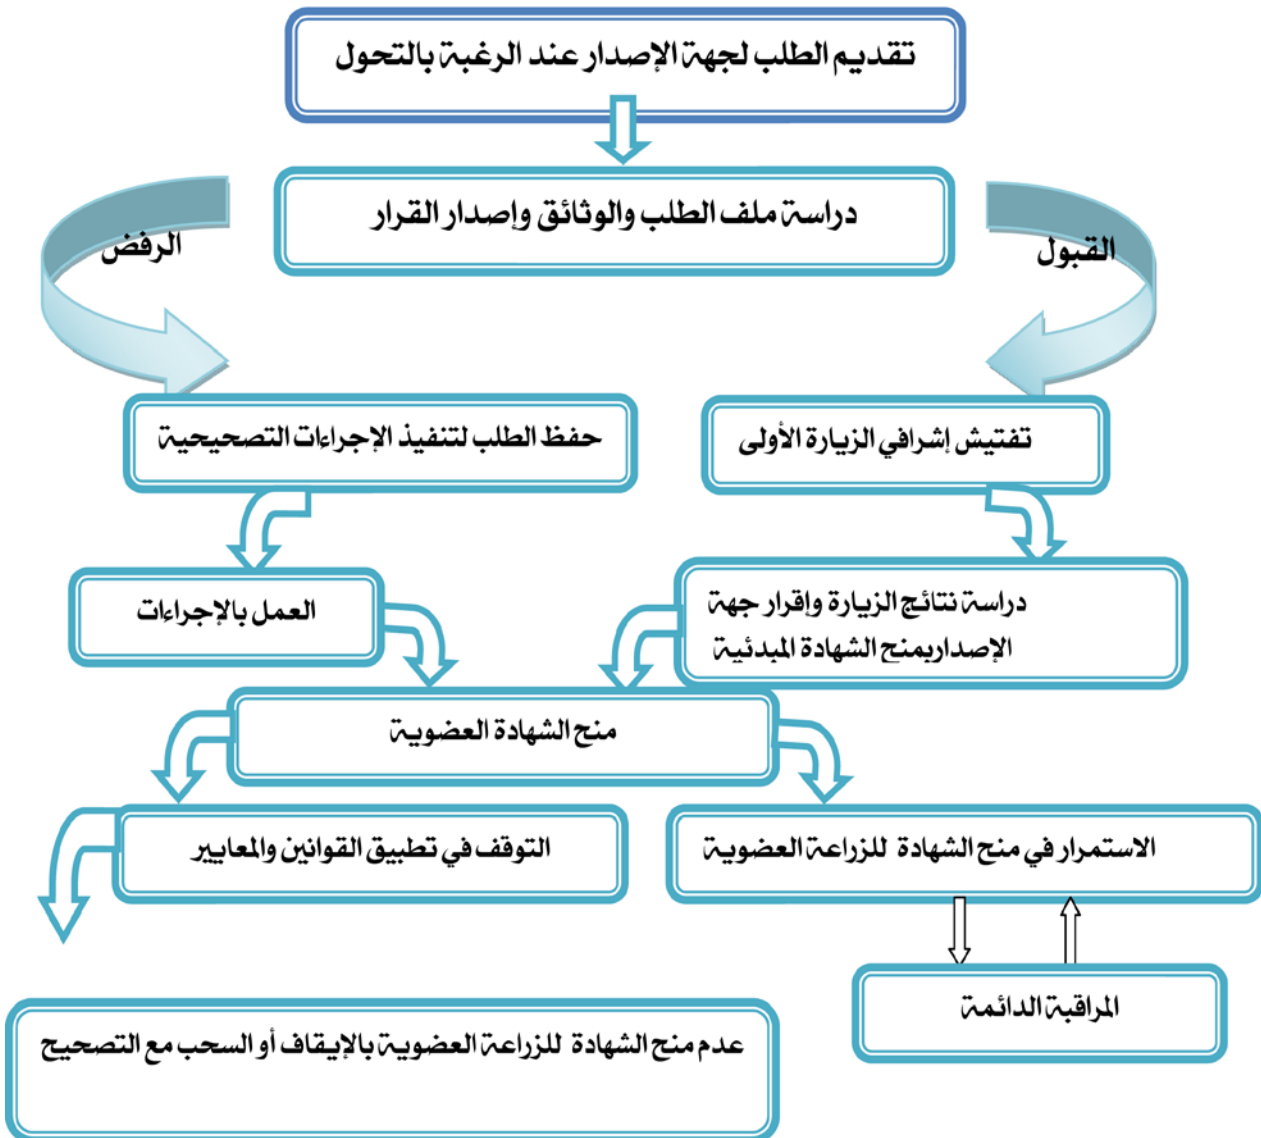 تقديم الطلب لجهة الإصدار عند الرغبة بالتحول
دراسة ملف الطلب والوثائق وإصدار القرار
القبول
الرفض
تفتيش إشرافي الزيارة الأولى
حفظ الطلب لتنفيذ الإجراءات التصحيحية
دراسة نتائج الزيارة وإقرار جهة
الإصداربمنح الشهادة المبدئية
العمل بالإجراءات
منح الشهادة العضوية
الاستمرار في منح الشهادة للزراعة العضوية
التوقف في تطبيق القوانين والمعايير
المراقبة الدائمة
عدم منح الشهادة للزراعة العضوية بالإيقاف أو السحب مع التصحيح